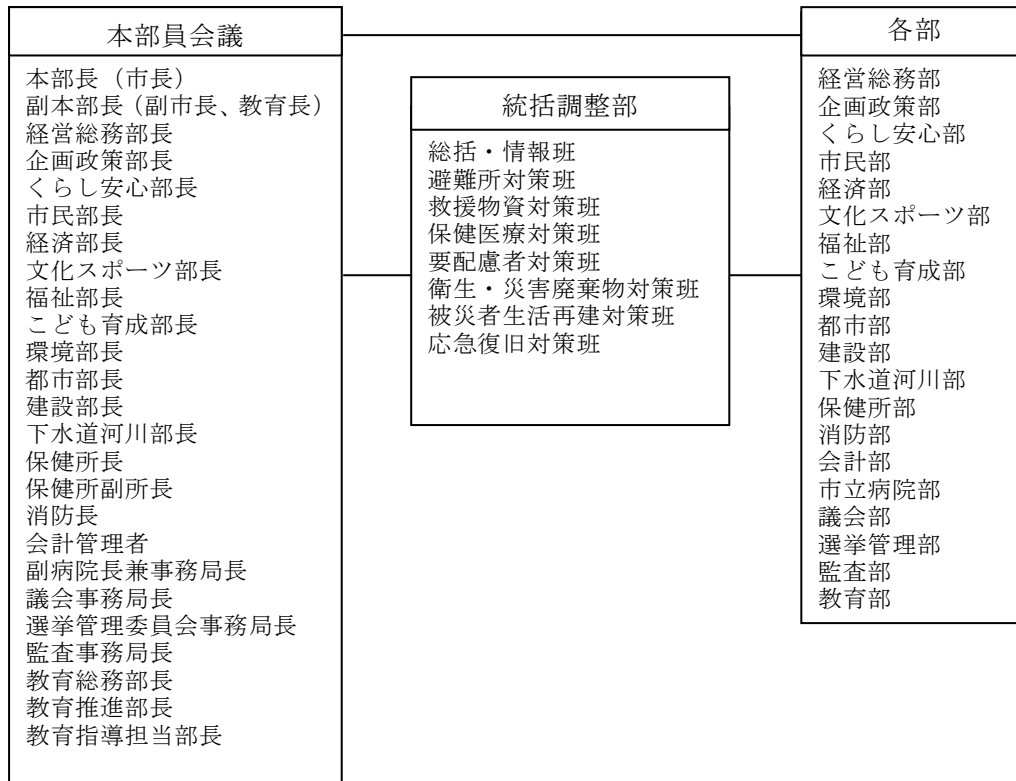 本部員会議
本部長（市長）
副本部長（副市長、教育長）
経営総務部長
企画政策部長
くらし安心部長
市民部長
経済部長
文化スポーツ部長
福祉部長
こども育成部長
環境部長
都市部長
建設部長
下水道河川部長
保健所長
保健所副所長
消防長
会計管理者
副病院長兼事務局長
議会事務局長
選挙管理委員会事務局長
監査事務局長
教育総務部長
教育推進部長
教育指導担当部長
統括調整部
総括・情報班
避難所対策班
救援物資対策班
保健医療対策班
要配慮者対策班
衛生・災害廃棄物対策班
被災者生活再建対策班
応急復旧対策班
各部
経営総務部
企画政策部
くらし安心部
市民部
経済部
文化スポーツ部
福祉部
こども育成部
環境部
都市部
建設部
下水道河川部
保健所部
消防部
会計部
市立病院部
議会部
選挙管理部
監査部
教育部